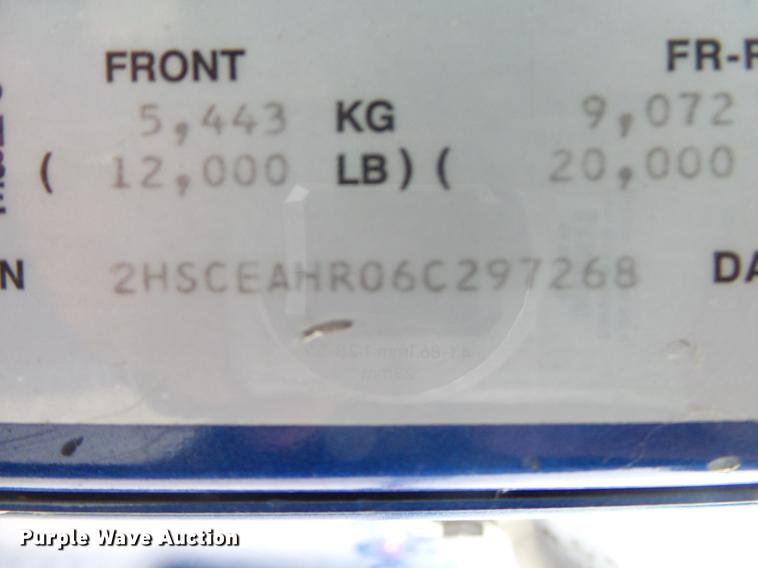 FRONT FR-F
5,443 KG 9,072
( 12,000 LB) ( 20,000
N 2HSCEAHR06C297268 DA
Purple Wave Auction